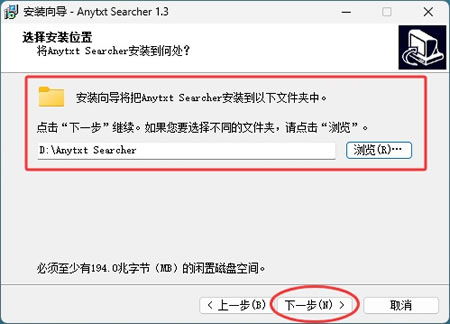 安装向导 - Anytxt Searcher 1.3
选择安装位置
将Anytxt Searcher安装到何处？
安装向导将把Anytxt Searcher安装到以下文件夹中。
点击“下一步”继续。如果您要选择不同的文件夹，请点击“浏览”。
D:\Anytxt Searcher
浏览(R)…
必须至少有194.0兆字节（MB）的闲置磁盘空间。
< 上一步(B) 下一步(N) > 取消